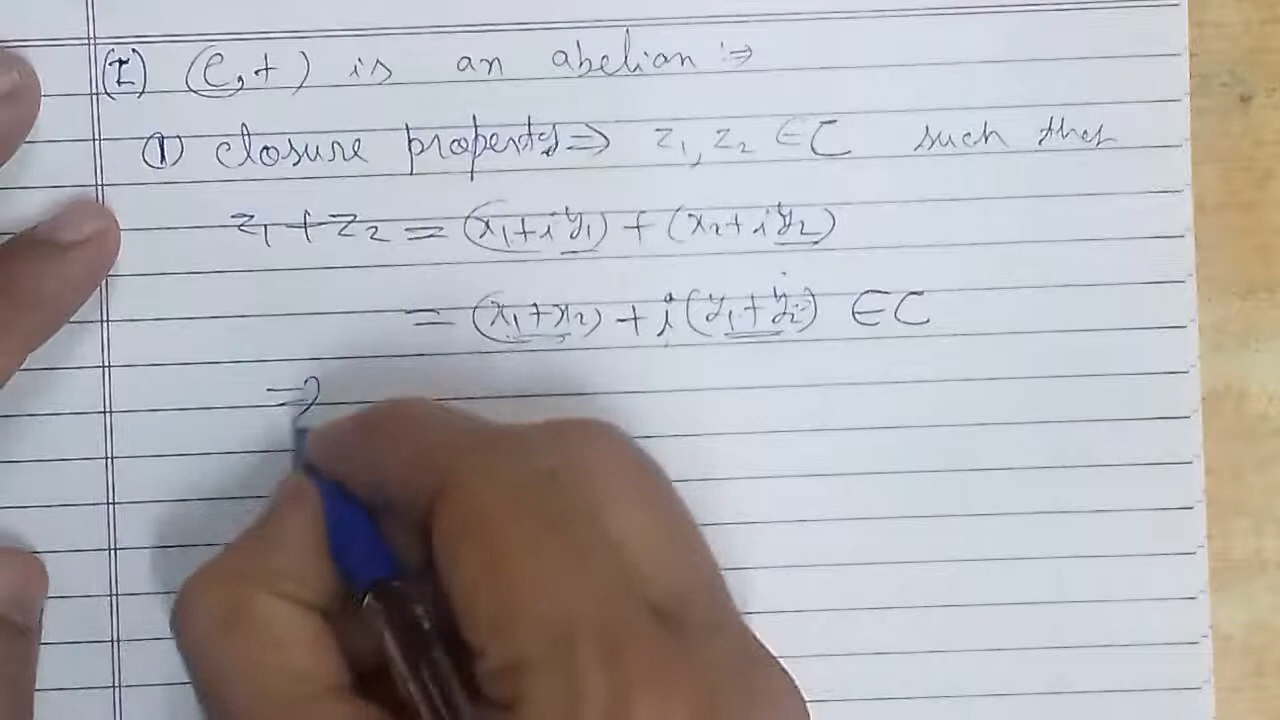 (I) (C,+) is an abelian :⇒
① closure property ⇒ z₁, z₂ ∈ C such that
z₁ + z₂ = (x₁+iy₁) + (x₂+iy₂)
= (x₁+x₂) + i(y₁+y₂) ∈ C
⇒